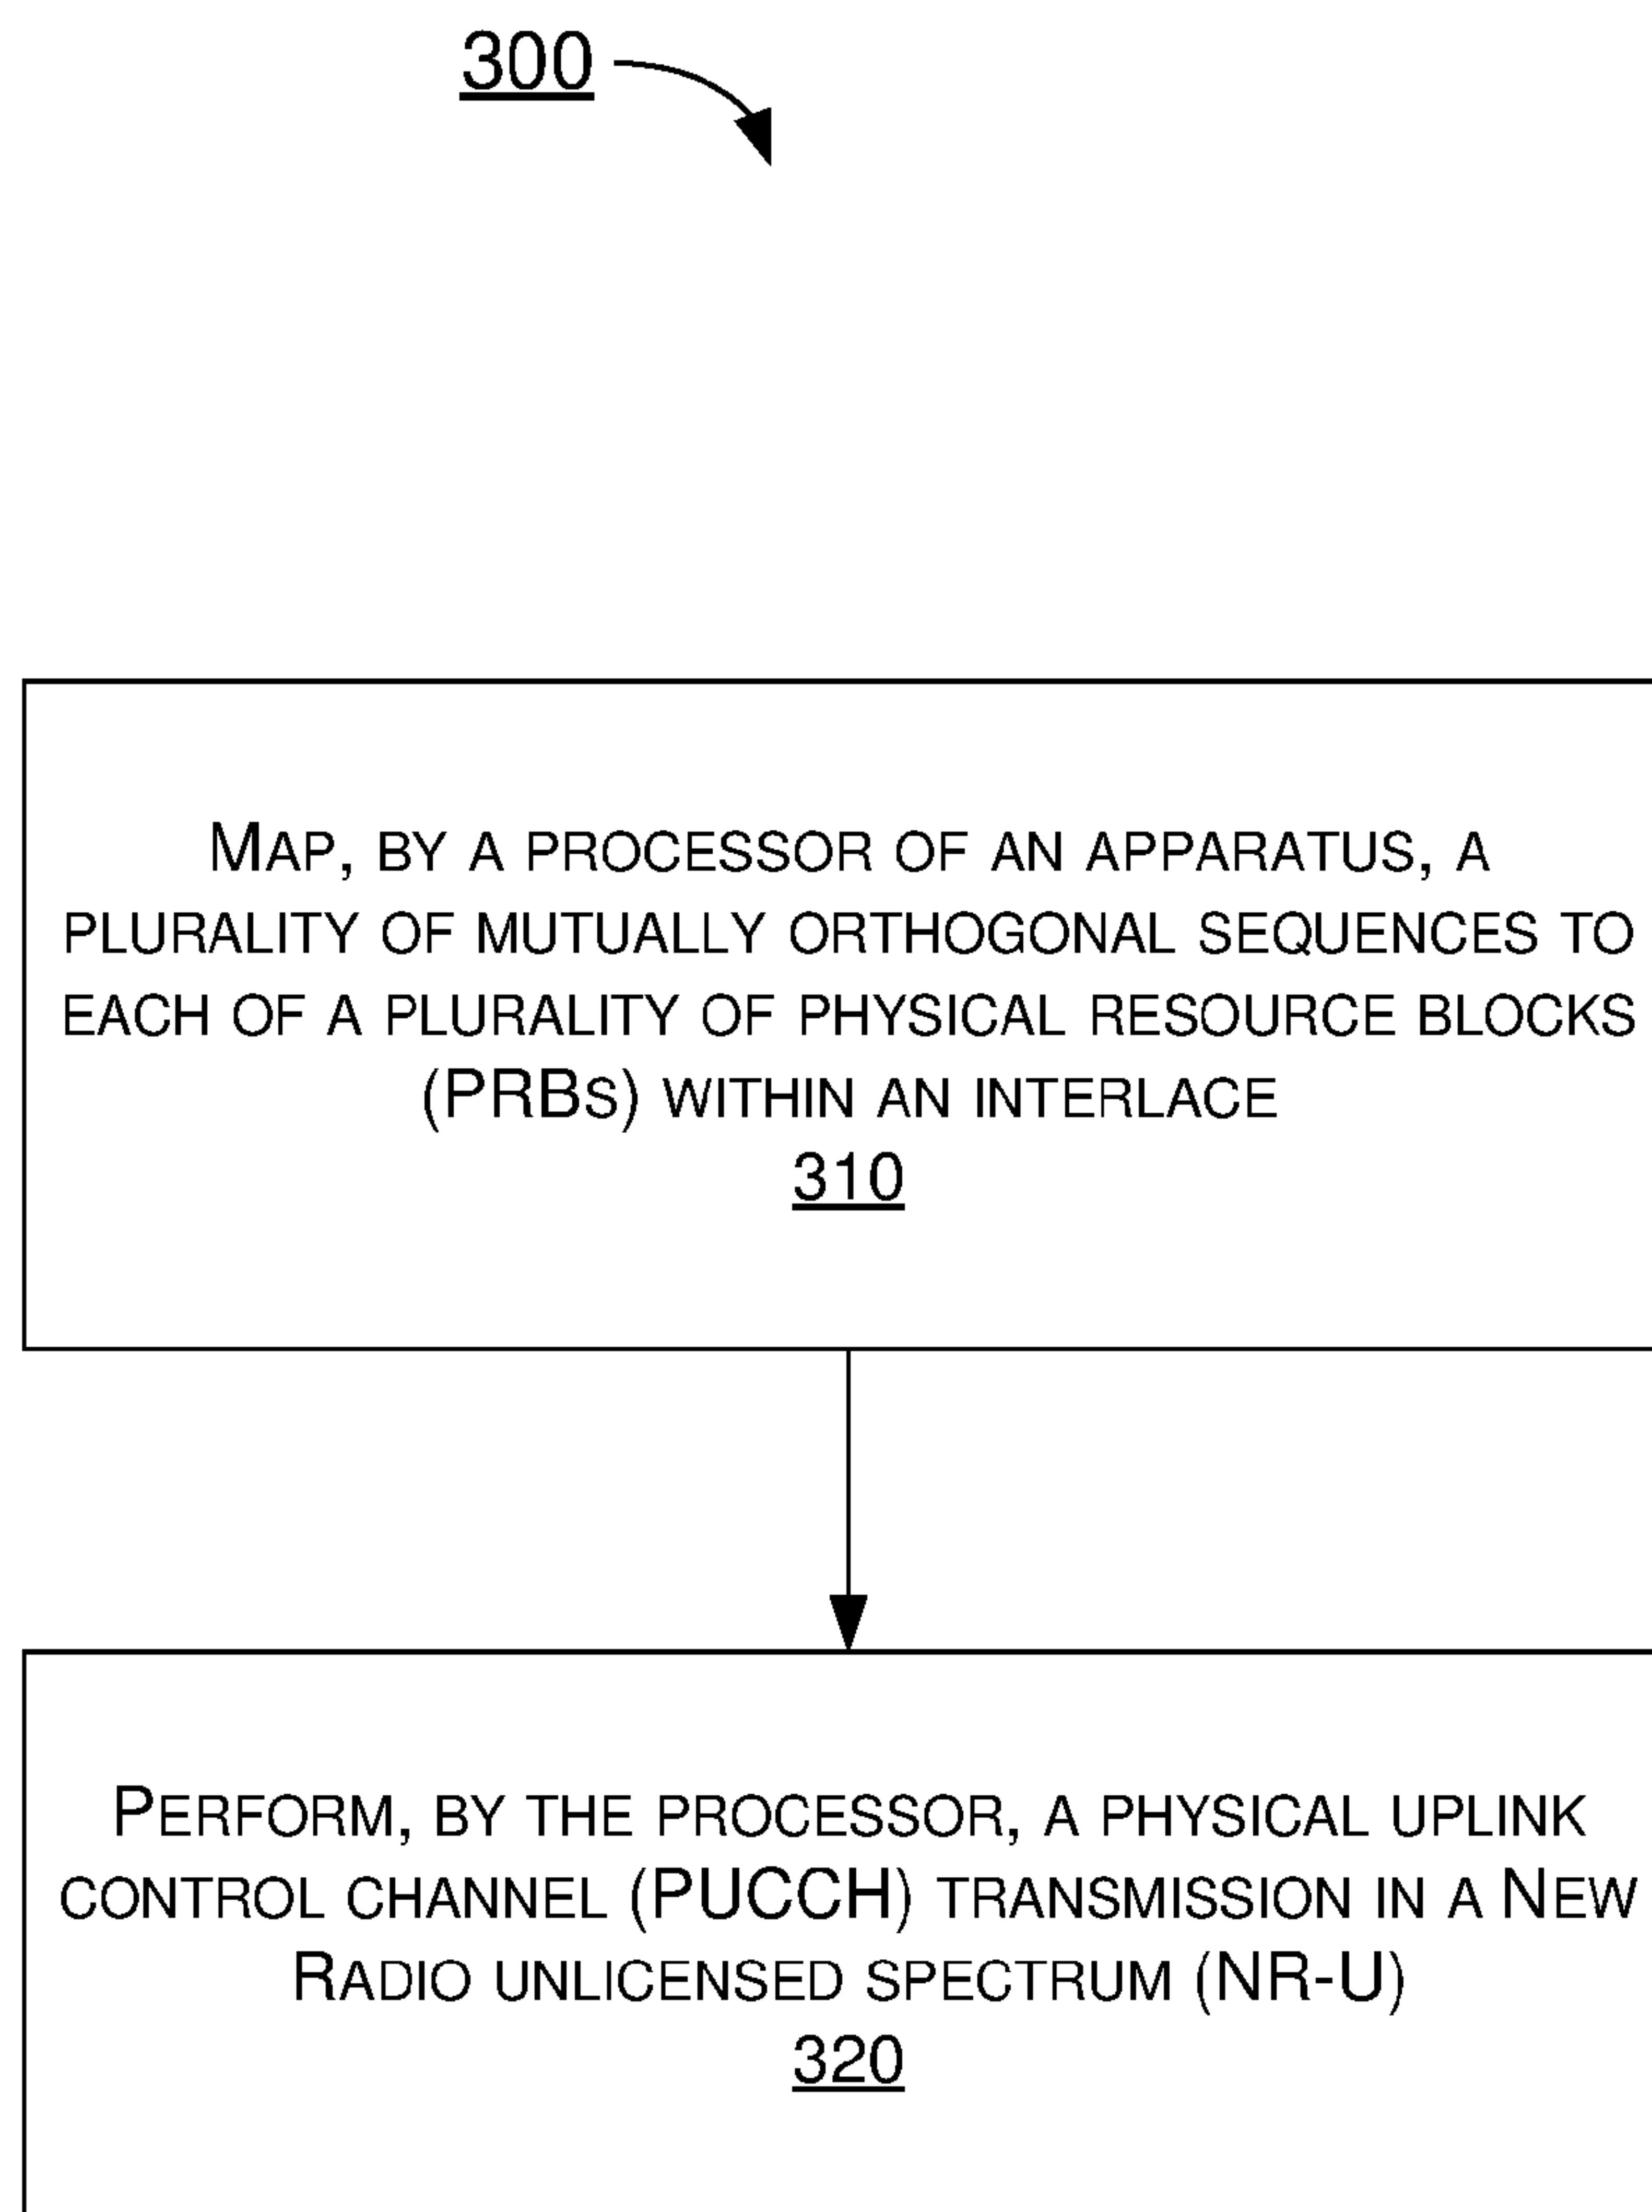 300
MAP, BY A PROCESSOR OF AN APPARATUS, A
PLURALITY OF MUTUALLY ORTHOGONAL SEQUENCES TO
EACH OF A PLURALITY OF PHYSICAL RESOURCE BLOCKS
(PRBS) WITHIN AN INTERLACE
310
PERFORM, BY THE PROCESSOR, A PHYSICAL UPLINK
CONTROL CHANNEL (PUCCH) TRANSMISSION IN A NEW
RADIO UNLICENSED SPECTRUM (NR-U)
320